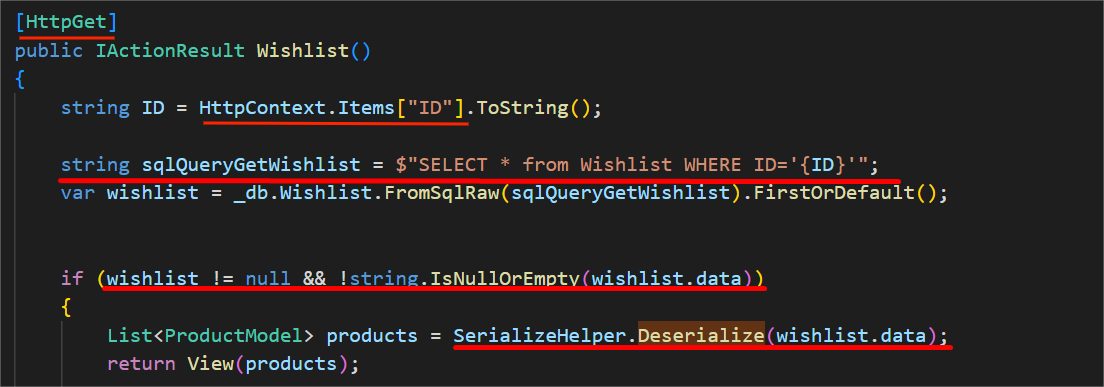 [HttpGet]
public IActionResult Wishlist()
{
string ID = HttpContext.Items["ID"].ToString();
string sqlQueryGetWishlist = $"SELECT * from Wishlist WHERE ID='{ID}'";
var wishlist = _db.Wishlist.FromSqlRaw(sqlQueryGetWishlist).FirstOrDefault();
if (wishlist != null && !string.IsNullOrEmpty(wishlist.data))
{
List<ProductModel> products = SerializeHelper.Deserialize(wishlist.data);
return View(products);